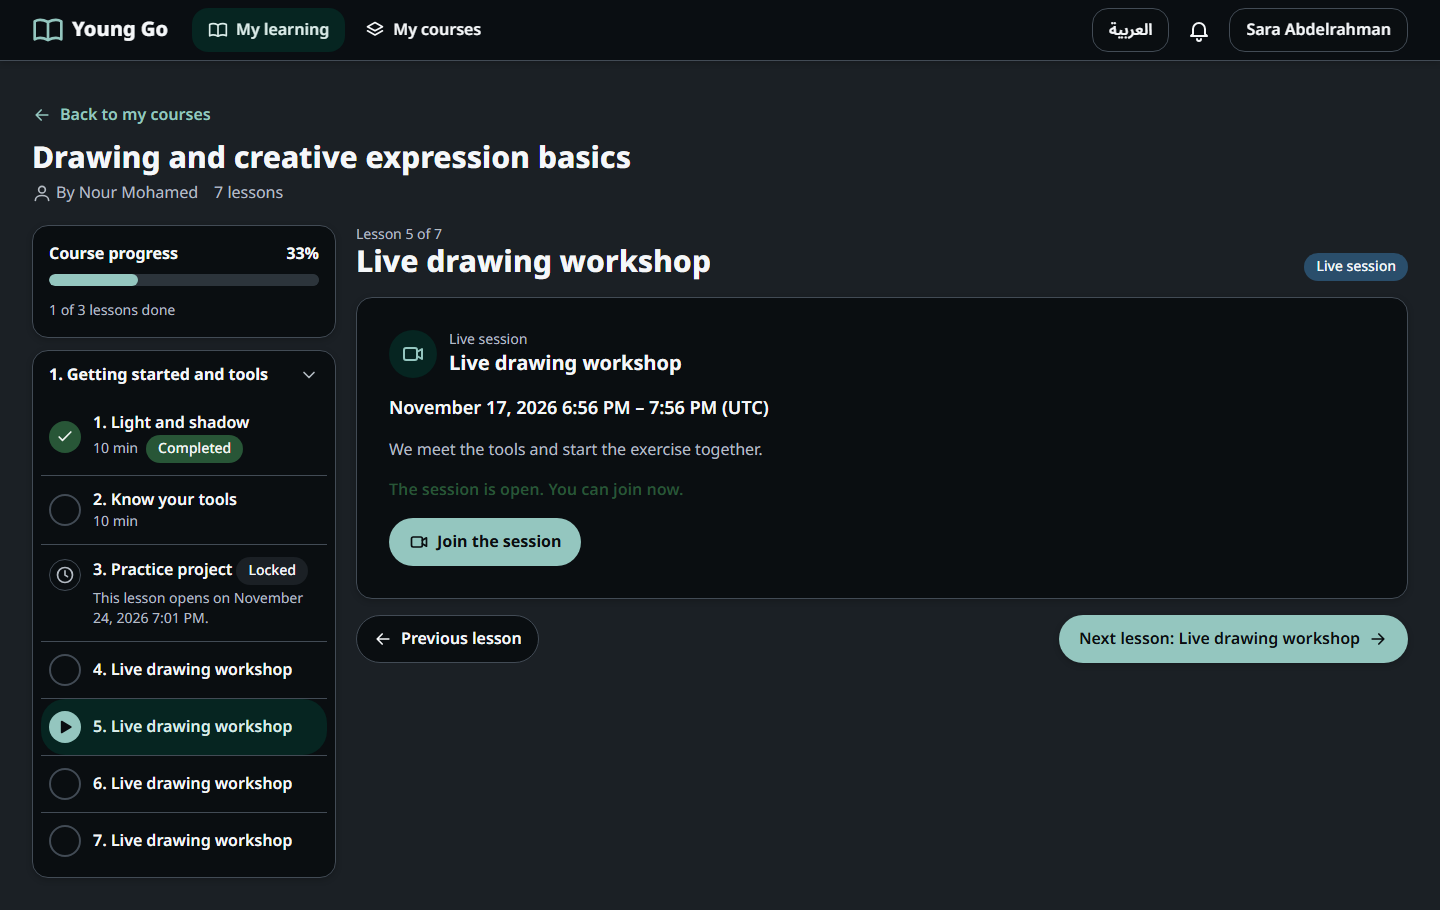 Young Go
My learning
My courses
العربية
Sara Abdelrahman
Back to my courses
Drawing and creative expression basics
By Nour Mohamed 7 lessons
Course progress 33%
1 of 3 lessons done
1. Getting started and tools
1. Light and shadow
10 min Completed
2. Know your tools
10 min
3. Practice project Locked
This lesson opens on November
24, 2026 7:01 PM.
4. Live drawing workshop
5. Live drawing workshop
6. Live drawing workshop
7. Live drawing workshop
Lesson 5 of 7
Live drawing workshop
Live session
Live session
Live drawing workshop
November 17, 2026 6:56 PM – 7:56 PM (UTC)
We meet the tools and start the exercise together.
The session is open. You can join now.
Join the session
Previous lesson
Next lesson: Live drawing workshop